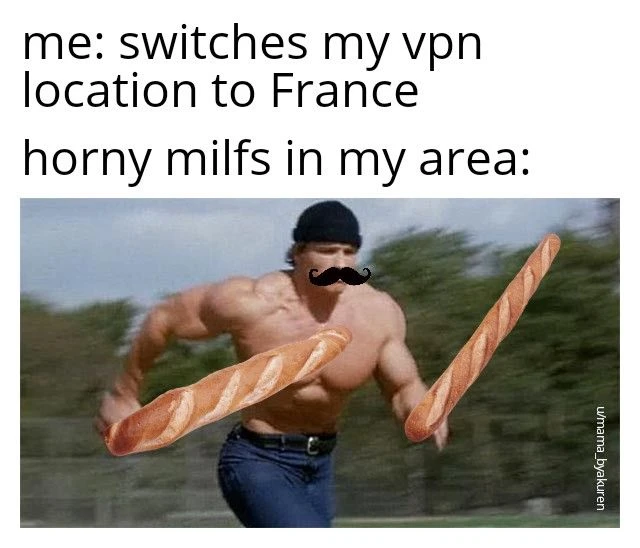 me: switches my vpn
location to France
horny milfs in my area:
u/mama_byakuren